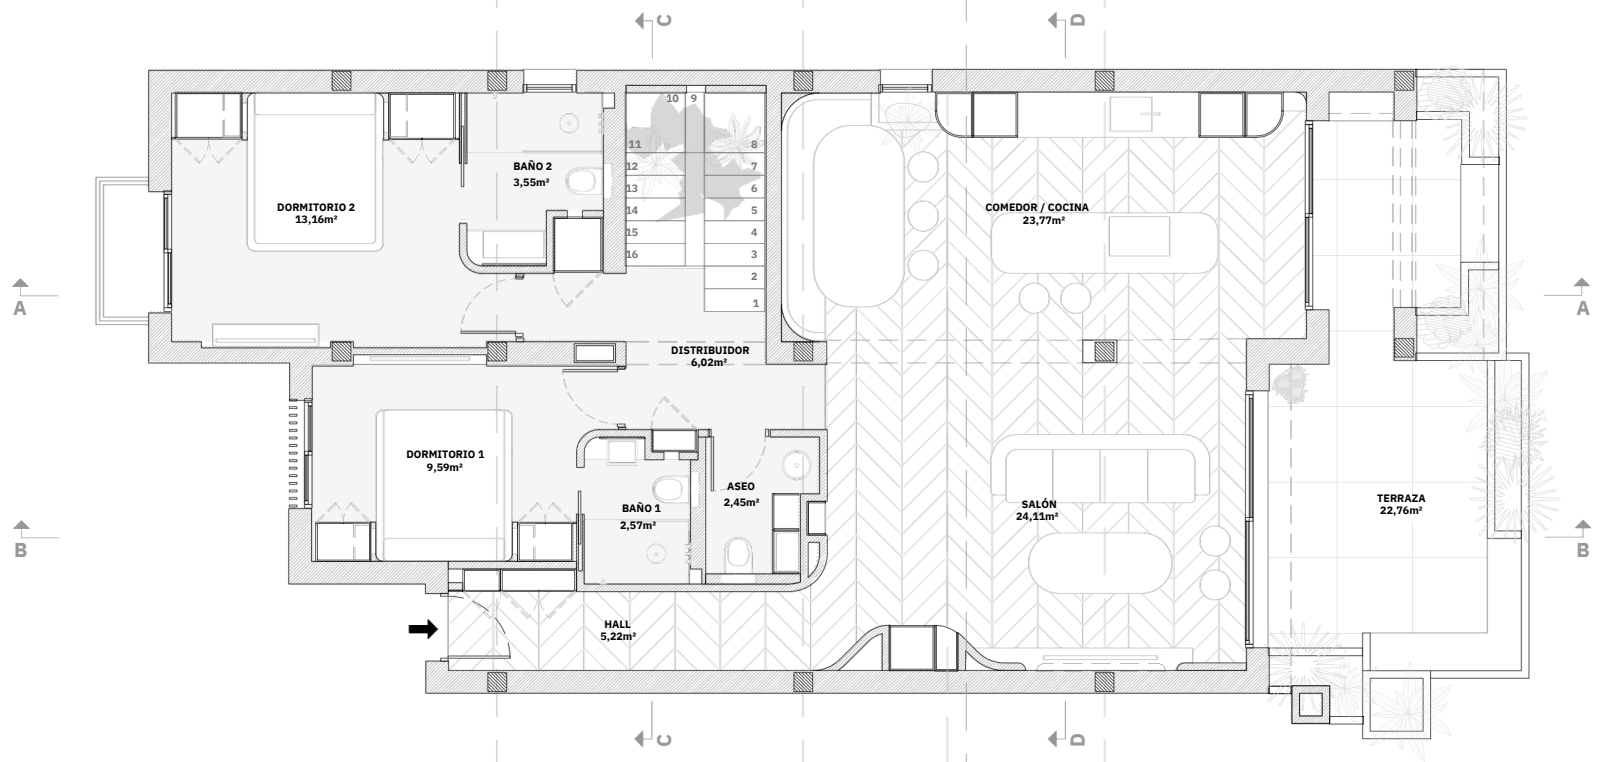 C
D
10
9
11
8
BAÑO 2
12
7
3,55m²
13
6
DORMITORIO 2
13,16m²
14
5
COMEDOR / COCINA
23,77m²
15
4
16
3
2
1
A
A
DISTRIBUIDOR
6,02m²
DORMITORIO 1
9,59m²
ASEO
2,45m²
BAÑO 1
2,57m²
SALÓN
24,11m²
TERRAZA
22,76m²
B
B
HALL
5,22m²
C
D